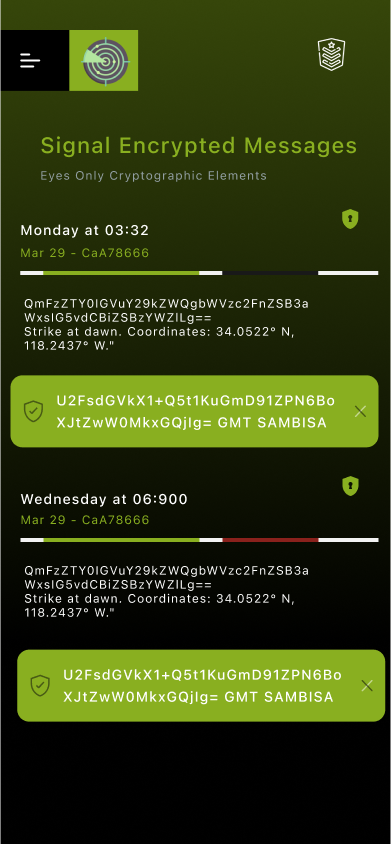 Signal Encrypted Messages
Eyes Only Cryptographic Elements
Monday at 03:32
Mar 29 - CaA78666
QmFzZTY0IGVuY29kZWQgbWVzc2FnZSB3a
WxsIG5vdCBiZSBzYWZlLg==
Strike at dawn. Coordinates: 34.0522° N,
118.2437° W."
U2FsdGVkX1+Q5t1KuGmD91ZPN6Bo
XJtZwW0MkxGQjIg= GMT SAMBISA
Wednesday at 06:900
Mar 29 - CaA78666
QmFzZTY0IGVuY29kZWQgbWVzc2FnZSB3a
WxsIG5vdCBiZSBzYWZlLg==
Strike at dawn. Coordinates: 34.0522° N,
118.2437° W."
U2FsdGVkX1+Q5t1KuGmD91ZPN6Bo
XJtZwW0MkxGQjIg= GMT SAMBISA